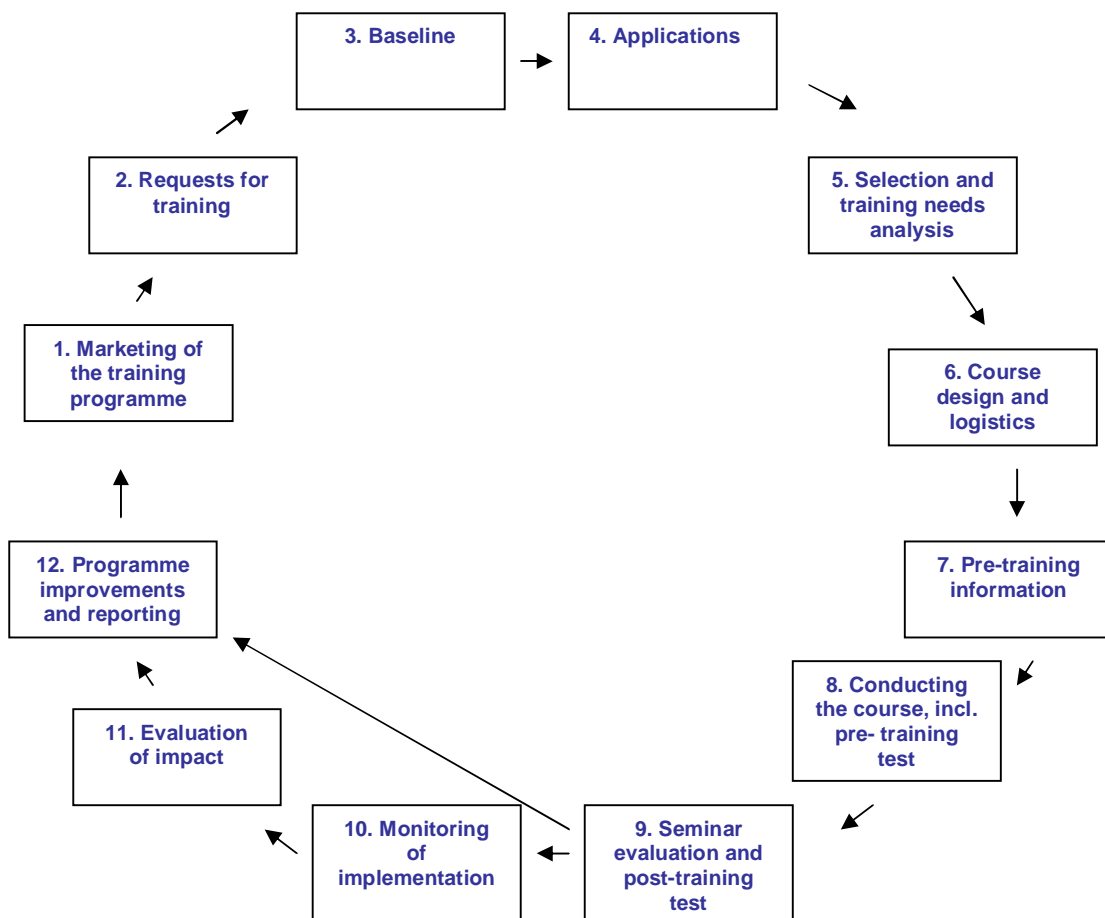 3. Baseline
4. Applications
2. Requests for
training
5. Selection and
training needs
analysis
1. Marketing of
the training
programme
6. Course
design and
logistics
12. Programme
improvements
and reporting
7. Pre-training
information
8. Conducting
the course, incl.
pre- training
test
11. Evaluation
of impact
10. Monitoring
of
implementation
9. Seminar
evaluation and
post-training
test